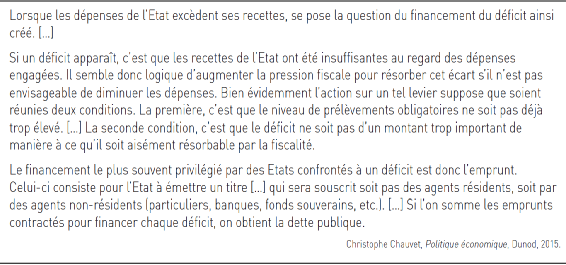 Lorsque les dépenses de l'Etat excèdent ses recettes, se pose la question du financement du déficit ainsi
créé. [...]
Si un déficit apparaît, c'est que les recettes de l'Etat ont été insuffisantes au regard des dépenses
engagées. Il semble donc logique d'augmenter la pression fiscale pour résorber cet écart s'il n'est pas
envisageable de diminuer les dépenses. Bien évidemment l'action sur un tel levier suppose que soient
réunies deux conditions. La première, c'est que le niveau de prélèvements obligatoires ne soit pas déjà
trop élevé. [...] La seconde condition, c'est que le déficit ne soit pas d'un montant trop important de
manière à ce qu'il soit aisément résorbable par la fiscalité.
Le financement le plus souvent privilégié par des Etats confrontés à un déficit est donc l'emprunt.
Celui-ci consiste pour l'Etat à émettre un titre [...] qui sera souscrit soit pas des agents résidents, soit par
des agents non-résidents (particuliers, banques, fonds souverains, etc.). [...] Si l'on somme les emprunts
contractés pour financer chaque déficit, on obtient la dette publique.
Christophe Chauvet, Politique économique, Dunod, 2015.